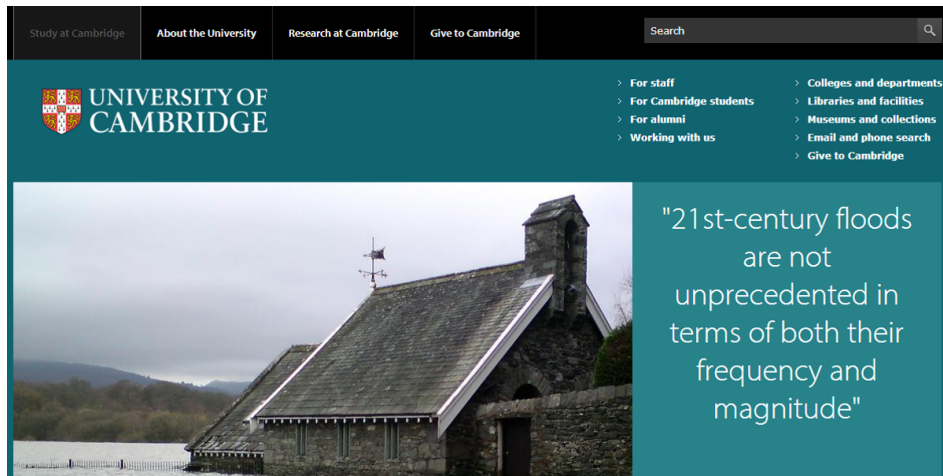 Study at Cambridge
About the University
Research at Cambridge
Give to Cambridge
Search
UNIVERSITY OF
CAMBRIDGE
> For staff
> For Cambridge students
> For alumni
> Working with us
> Colleges and departments
> Libraries and facilities
> Museums and collections
> Email and phone search
> Give to Cambridge
"21st-century floods
are not
unprecedented in
terms of both their
frequency and
magnitude"